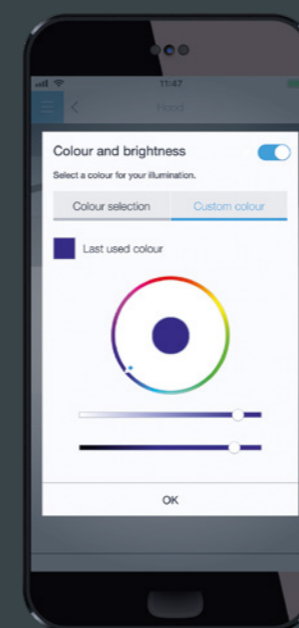 11:47
Hood
Colour and brightness
Select a colour for your illumination.
Colour selection
Custom colour
Last used colour
OK